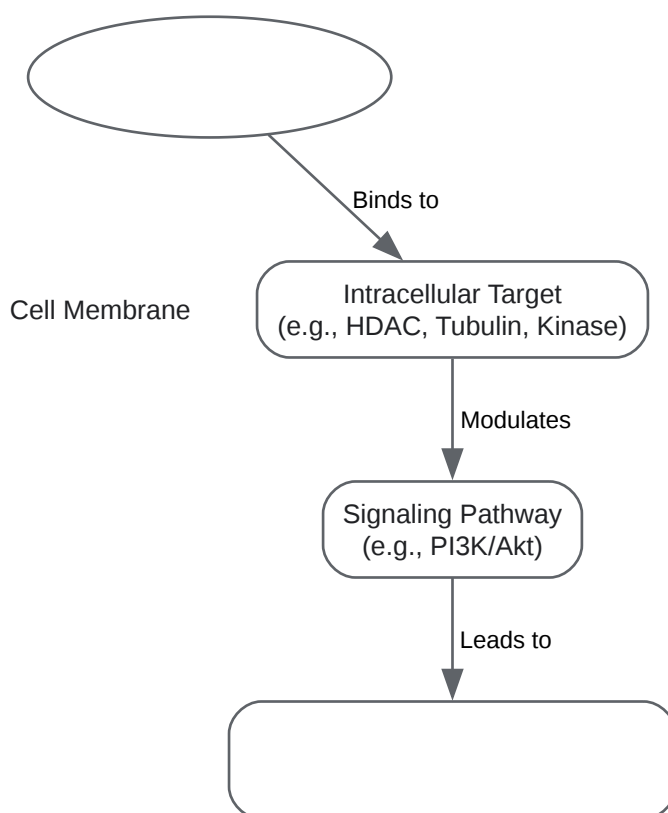 Binds to
Cell Membrane
Intracellular Target
(e.g., HDAC, Tubulin, Kinase)
Modulates
Signaling Pathway
(e.g., PI3K/Akt)
Leads to